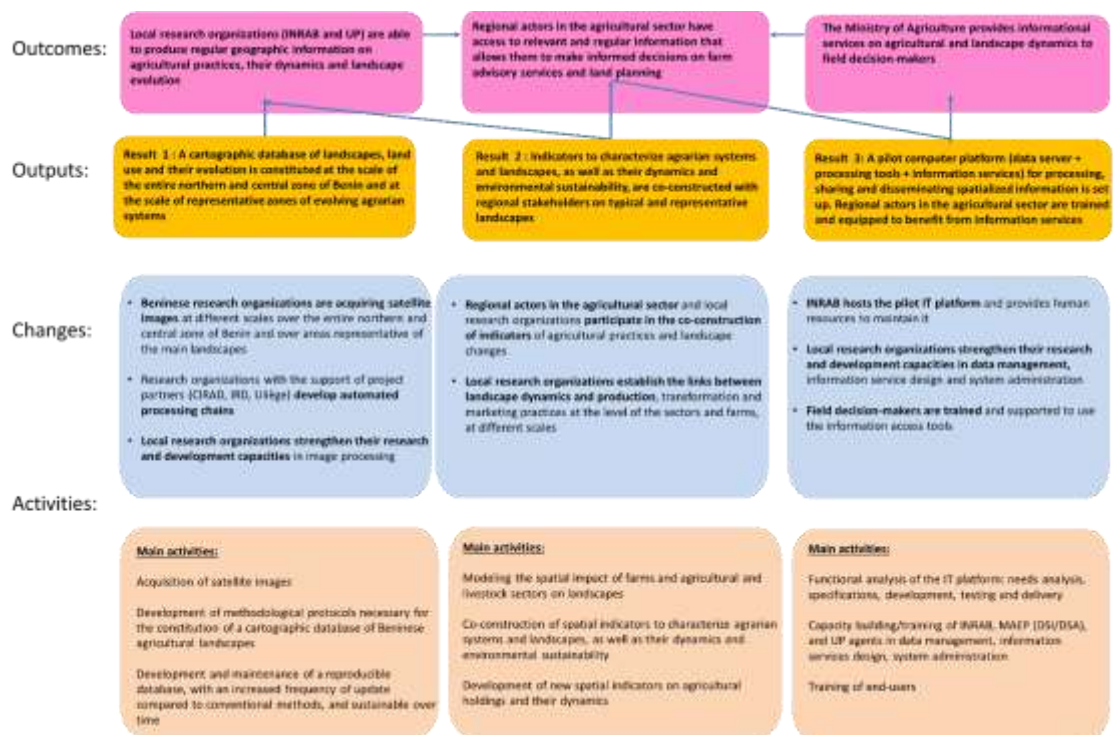 Outcomes:
Local research organizations (INRAB and UP) are able
to produce regular geographic information on
agricultural practices, their dynamics and landscape
evolution
Regional actors in the agricultural sector have
access to relevant and regular information that
allows them to make informed decisions on farm
advisory services and land planning
The Ministry of Agriculture provides informational
services on agricultural and landscape dynamics to
field decision-makers
Outputs:
Result 1 : A cartographic database of landscapes, land
use and their evolution is constituted at the scale of
the entire northern and central zone of Benin and at
the scale of representative zones of evolving agrarian
systems
Result 2 : Indicators to characterize agrarian systems
and landscapes, as well as their dynamics and
environmental sustainability, are co-constructed with
regional stakeholders on typical and representative
landscapes
Result 3: A pilot computer platform (data server +
processing tools + information services) for processing,
sharing and disseminating spatialized information is set
up. Regional actors in the agricultural sector are trained
and equipped to benefit from information services
Changes:
• Beninese research organizations are acquiring satellite
images at different scales over the entire northern and
central zone of Benin and over areas representative of
the main landscapes
• Research organizations with the support of project
partners (CIRAD, IRD, Uliège) develop automated
processing chains
• Local research organizations strengthen their research
and development capacities in image processing
• Regional actors in the agricultural sector and local
research organizations participate in the co-construction
of indicators of agricultural practices and landscape
changes
• Local research organizations establish the links between
landscape dynamics and production, transformation and
marketing practices at the level of the sectors and farms,
at different scales
• INRAB hosts the pilot IT platform and provides human
resources to maintain it
• Local research organizations strengthen their research
and development capacities in data management,
information service design and system administration
• Field decision-makers are trained and supported to use
the information access tools
Activities:
Main activities:
Acquisition of satellite images
Development of methodological protocols necessary for
the constitution of a cartographic database of Beninese
agricultural landscapes
Development and maintenance of a reproducible
database, with an increased frequency of update
compared to conventional methods, and sustainable over
time
Main activities:
Modeling the spatial impact of farms and agricultural and
livestock sectors on landscapes
Co-construction of spatial indicators to characterize agrarian
systems and landscapes, as well as their dynamics and
environmental sustainability
Development of new spatial indicators on agricultural
holdings and their dynamics
Main activities:
Functional analysis of the IT platform: needs analysis,
specifications, development, testing and delivery
Capacity building/training of INRAB, MAEP (DSI/DSA),
and UP agents in data management, information
services design, system administration
Training of end-users